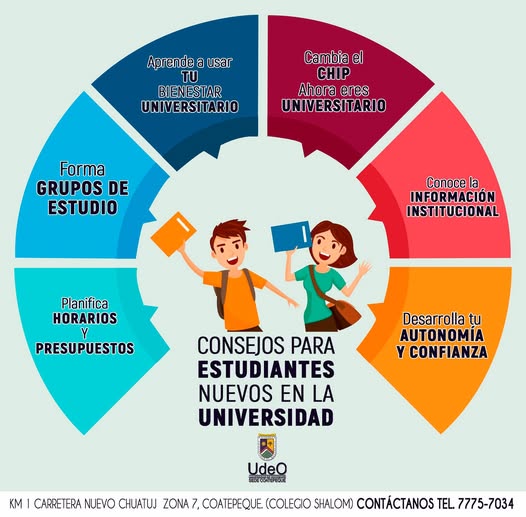 Aprende a usar
TU
BIENESTAR
UNIVERSITARIO
Cambia el
CHIP
Ahora eres
UNIVERSITARIO
Forma
GRUPOS DE
ESTUDIO
Conoce la
INFORMACIÓN
INSTITUCIONAL
Planifica
HORARIOS
Y
PRESUPUESTOS
Desarrolla tu
AUTONOMÍA
Y CONFIANZA
CONSEJOS PARA
ESTUDIANTES
NUEVOS EN LA
UNIVERSIDAD
UdeO
SEDE COATEPEQUE
KM 1 CARRETERA NUEVO CHUATUJ ZONA 7, COATEPEQUE. (COLEGIO SHALOM) CONTÁCTANOS TEL. 7775-7034